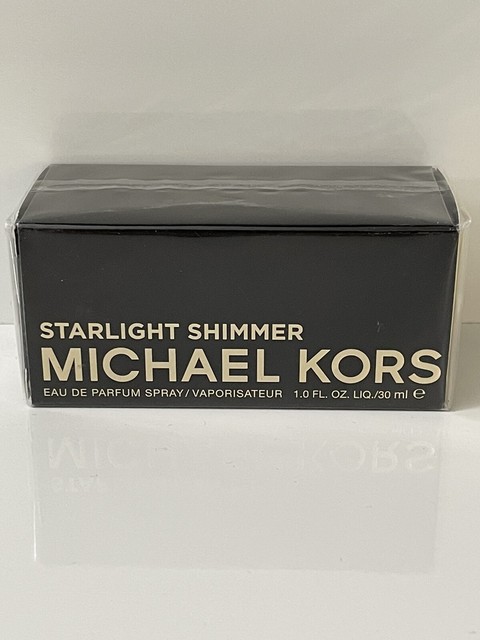 STARLIGHT SHIMMER
MICHAEL KORS
EAU DE PARFUM SPRAY/VAPORISATEUR 1.0 FL. OZ. LIQ./30 ml ℮